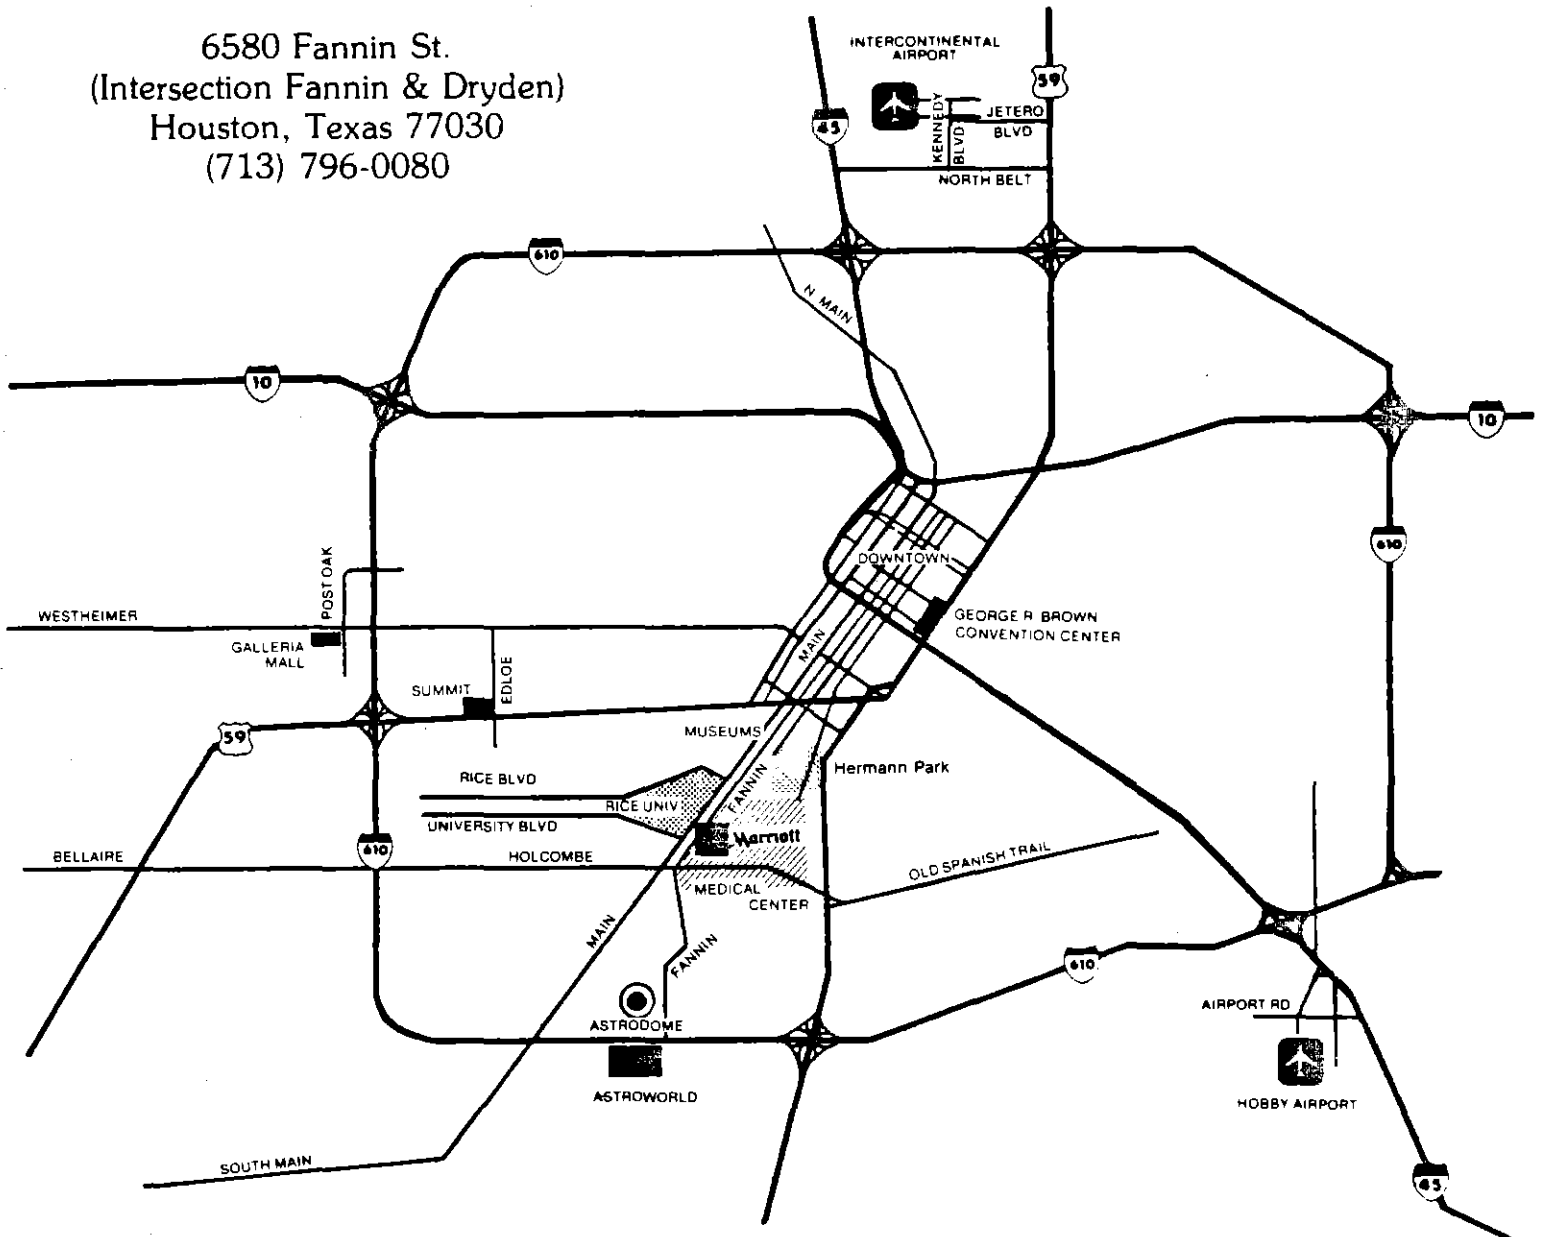 6580 Fannin St.
(Intersection Fannin & Dryden)
Houston, Texas 77030
(713) 796-0080
INTERCONTINENTAL
AIRPORT
59
45
KENNEDY
BLVD
JETERO
BLVD
NORTH BELT
610
N MAIN
10
10
610
DOWNTOWN
POST OAK
WESTHEIMER
GALLERIA
MALL
GEORGE R BROWN
CONVENTION CENTER
MAIN
SUMMIT
EDLOE
59
MUSEUMS
Hermann Park
RICE BLVD
RICE UNIV
FANNIN
UNIVERSITY BLVD
Marriott
610
BELLAIRE
HOLCOMBE
OLD SPANISH TRAIL
MEDICAL
CENTER
MAIN
FANNIN
610
AIRPORT RD
ASTRODOME
ASTROWORLD
HOBBY AIRPORT
SOUTH MAIN
45